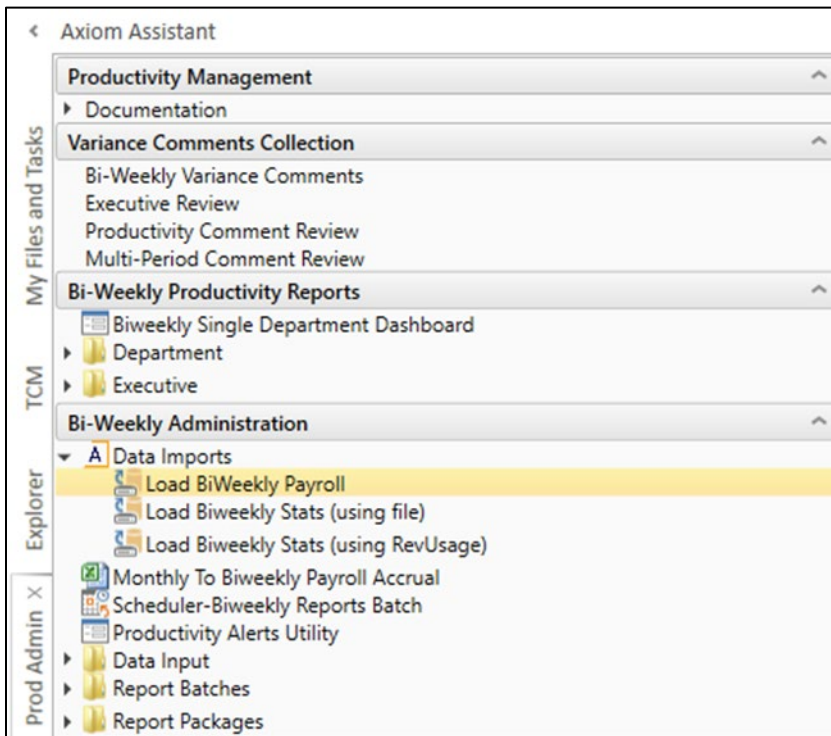 Axiom Assistant
Productivity Management
Documentation
Variance Comments Collection
Bi-Weekly Variance Comments
Executive Review
Productivity Comment Review
Multi-Period Comment Review
Bi-Weekly Productivity Reports
Biweekly Single Department Dashboard
Department
Executive
Bi-Weekly Administration
A Data Imports
Load BiWeekly Payroll
Load Biweekly Stats (using file)
Load Biweekly Stats (using RevUsage)
Monthly To Biweekly Payroll Accrual
Scheduler-Biweekly Reports Batch
Productivity Alerts Utility
Data Input
Report Batches
Report Packages
My Files and Tasks
TCM
Explorer
Prod Admin X